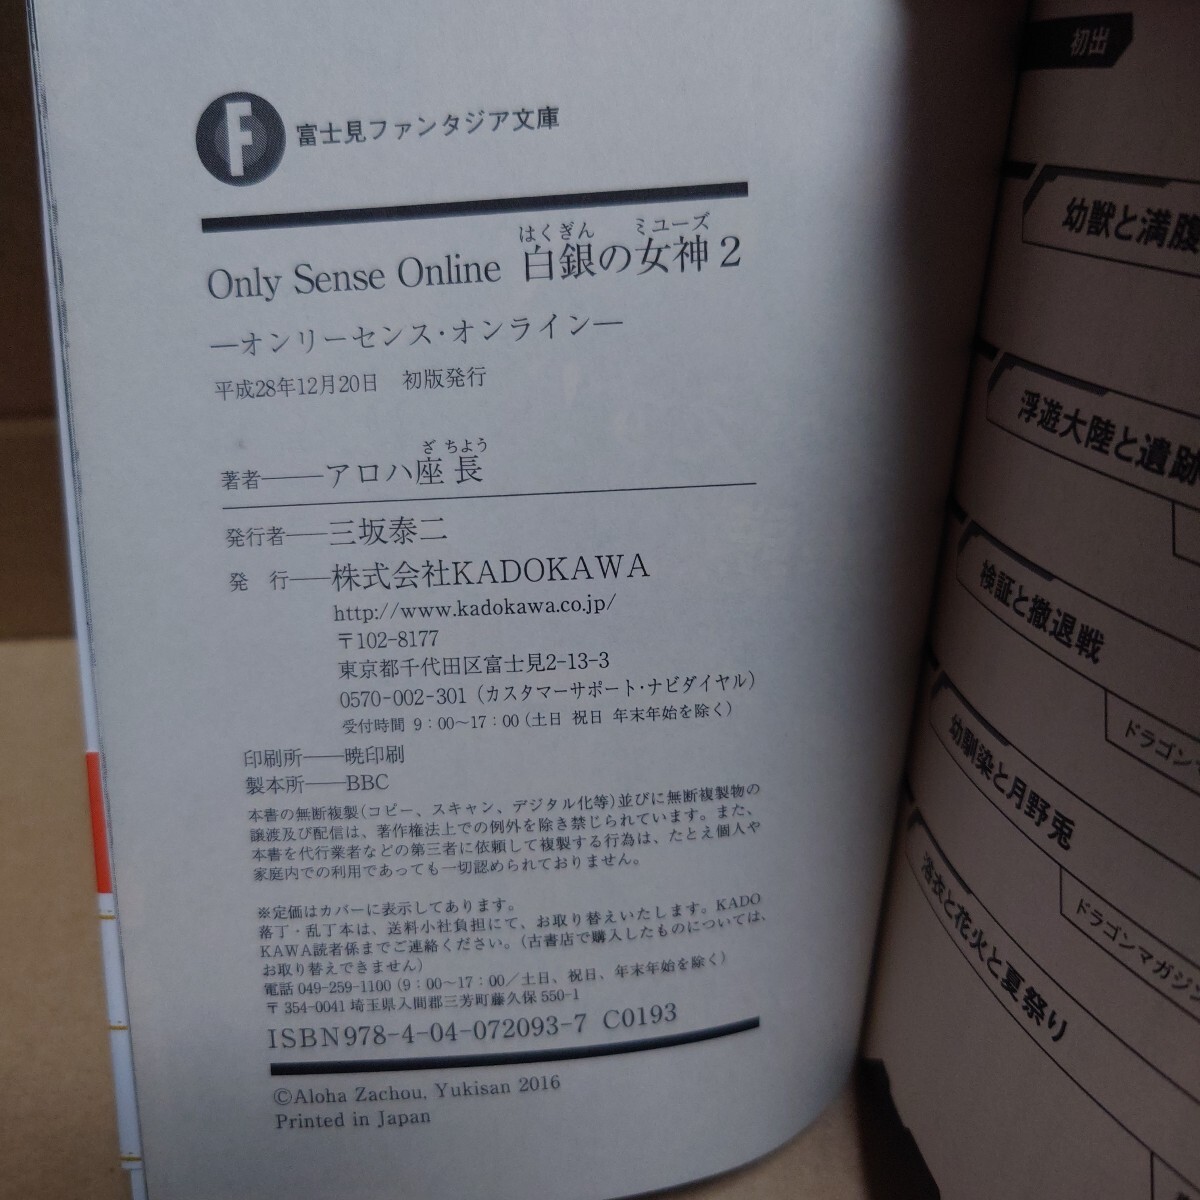 F
富士見ファンタジア文庫
はくぎん ミューズ
Only Sense Online 白銀の女神2
―オンリーセンス・オンライン―
平成28年12月20日 初版発行
ざ ちょう
著者――アロハ座長
発行者――三坂泰二
発 行――株式会社KADOKAWA
http://www.kadokawa.co.jp/
〒102-8177
東京都千代田区富士見2-13-3
0570-002-301 (カスタマーサポート・ナビダイヤル)
受付時間 9:00~17:00 (土日 祝日 年末年始を除く)
印刷所――暁印刷
製本所――BBC
本書の無断複製(コピー、スキャン、デジタル化等)並びに無断複製物の
譲渡及び配信は、著作権法上での例外を除き禁じられています。また、
本書を代行業者などの第三者に依頼して複製する行為は、たとえ個人や
家庭内での利用であっても一切認められておりません。
※定価はカバーに表示してあります。
落丁・乱丁本は、送料小社負担にて、お取り替えいたします。KADO
KAWA読者係までご連絡ください。(古書店で購入したものについては、
お取り替えできません)
電話 049-259-1100 (9:00~17:00/土日、祝日、年末年始を除く)
〒354-0041 埼玉県入間郡三芳町藤久保 550-1
ISBN978-4-04-072093-7 C0193
©Aloha Zachou, Yukisan 2016
Printed in Japan
初出
幼獣と満腹
浮遊大陸と遺跡
検証と撤退戦
ドラゴンマ
幼馴染と月野兎
ドラゴンマガジン
浴衣と花火と夏祭り